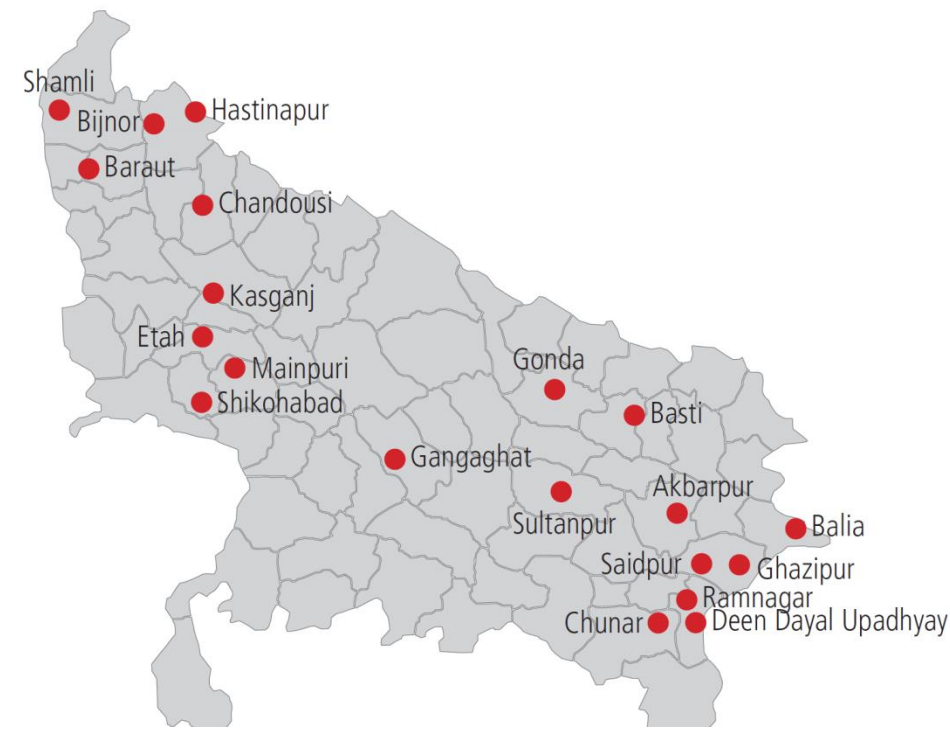 Shamli
Hastinapur
Bijnor
Baraut
Chandousi
Kasganj
Etah
Mainpuri
Shikohabad
Gonda
Basti
Gangaghat
Akbarpur
Sultanpur
Balia
Saidpur
Ghazipur
Ramnagar
Chunar
Deen Dayal Upadhyay